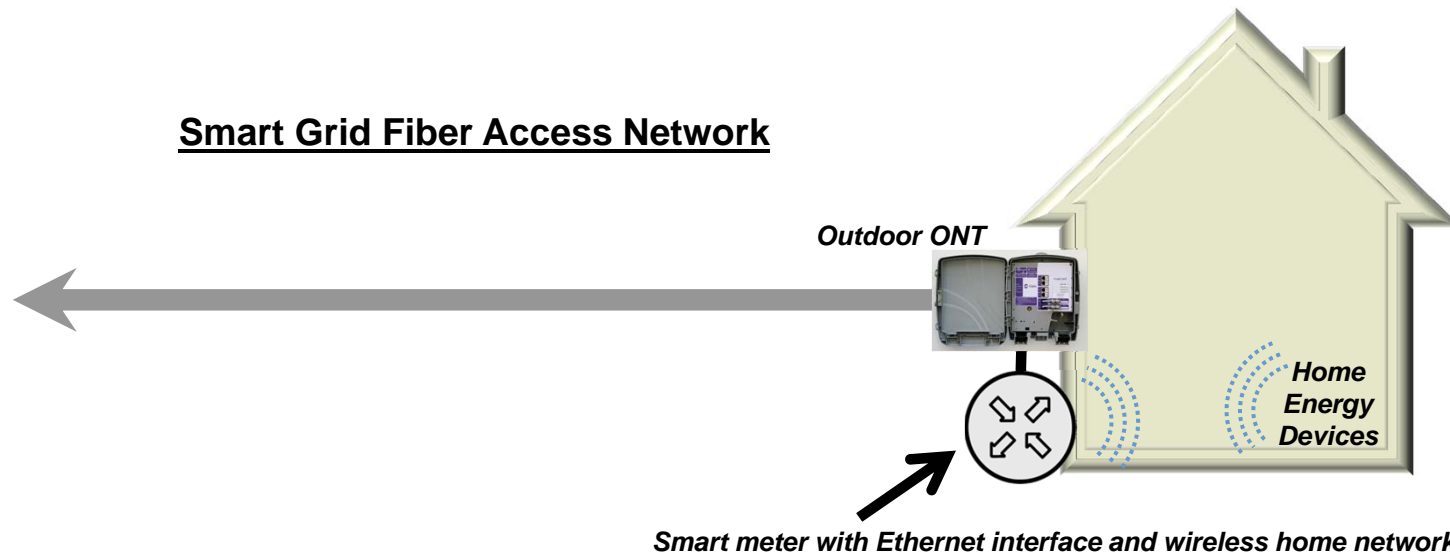 Smart Grid Fiber Access Network
Outdoor ONT
Home
Energy
Devices
Smart meter with Ethernet interface and wireless home network